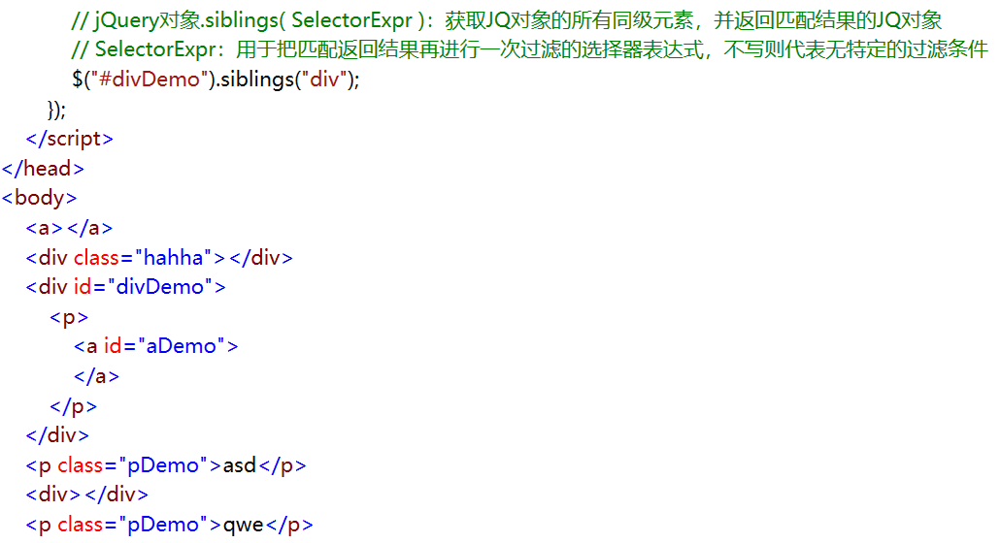 // jQuery对象.siblings( SelectorExpr )：获取JQ对象的所有同级元素，并返回匹配结果的JQ对象
// SelectorExpr：用于把匹配返回结果再进行一次过滤的选择器表达式，不写则代表无特定的过滤条件
$("#divDemo").siblings("div");
});
</script>
</head>
<body>
<a></a>
<div class="hahha"></div>
<div id="divDemo">
<p>
<a id="aDemo">
</a>
</p>
</div>
<p class="pDemo">asd</p>
<div></div>
<p class="pDemo">qwe</p>